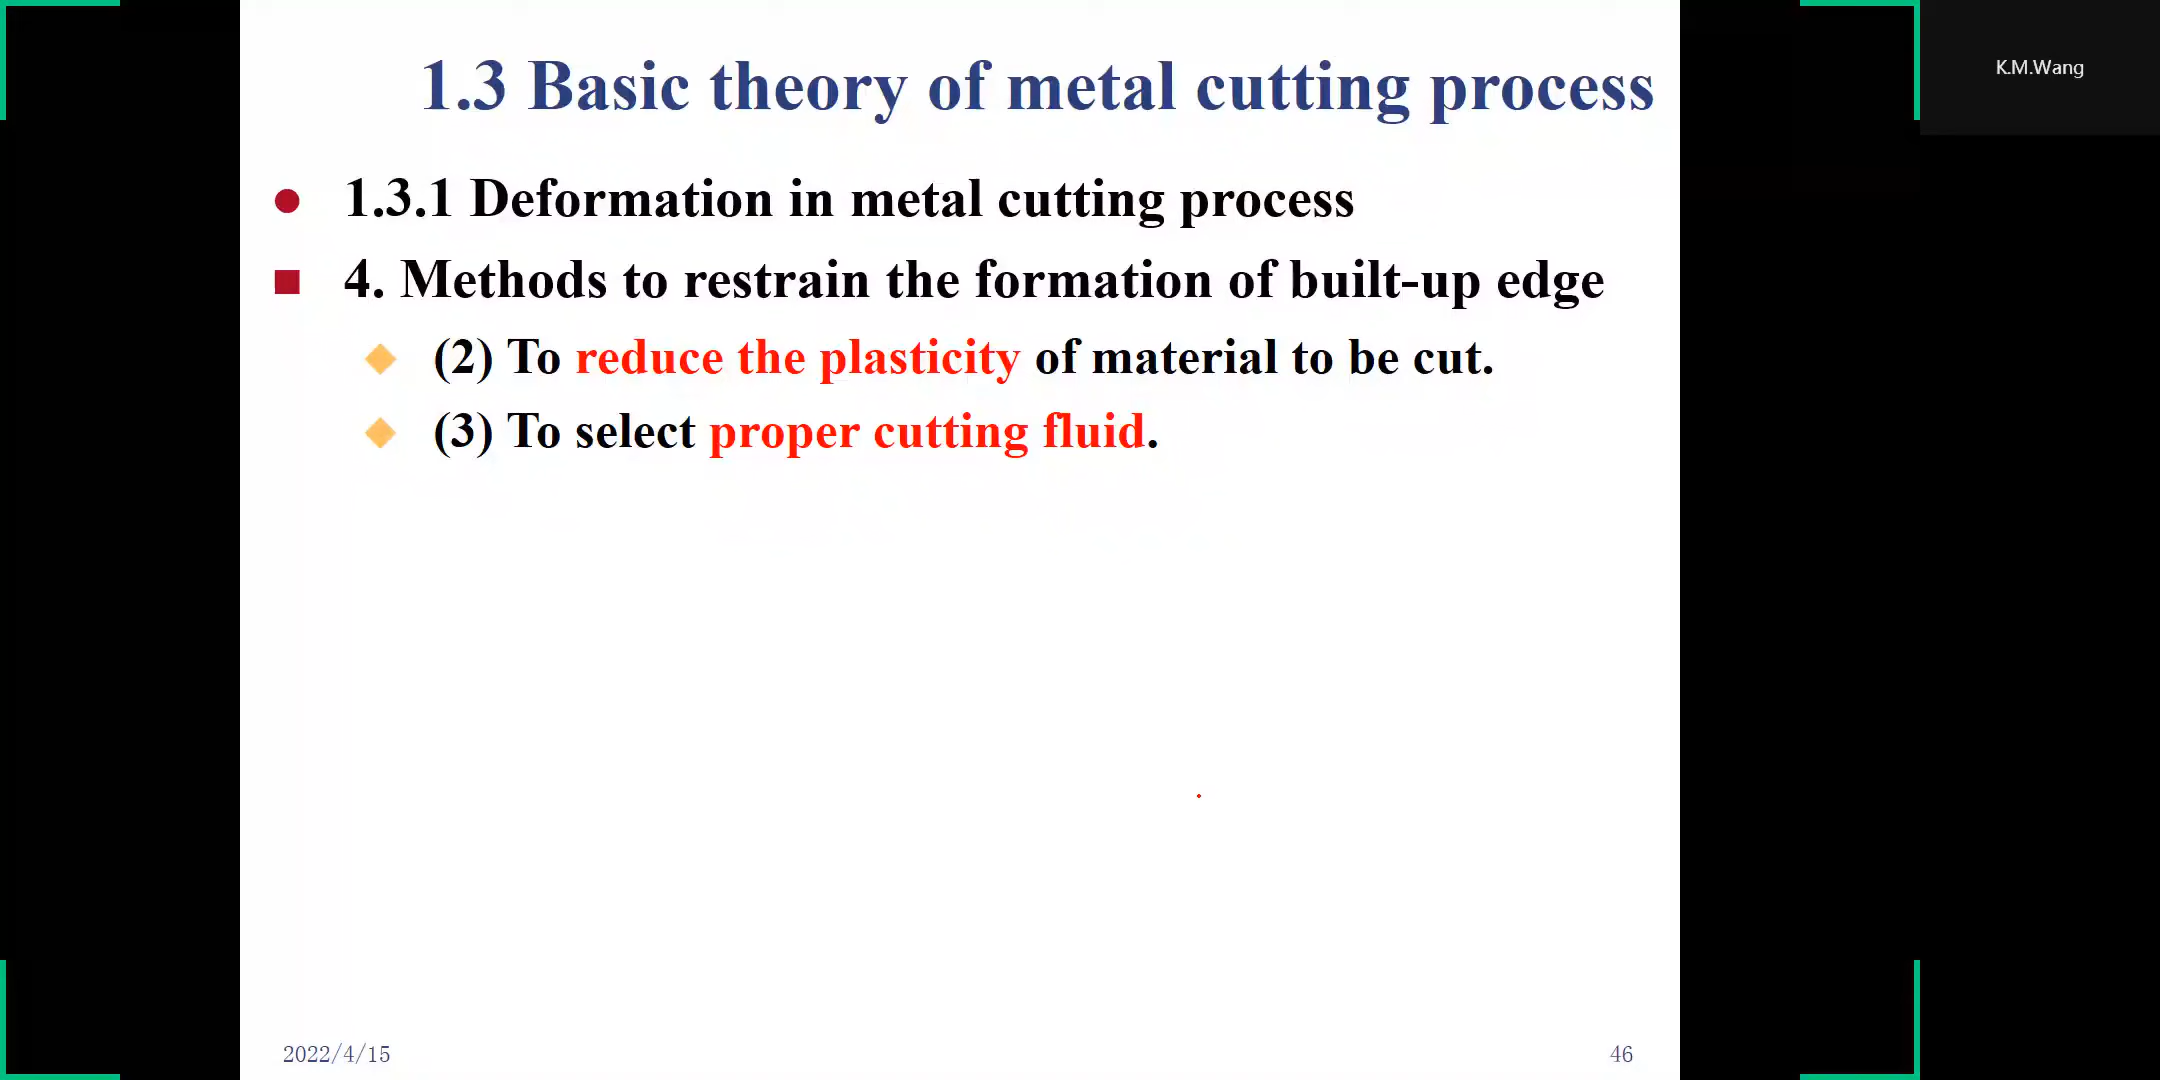 K.M.Wang
1.3 Basic theory of metal cutting process
1.3.1 Deformation in metal cutting process
4. Methods to restrain the formation of built-up edge
(2) To reduce the plasticity of material to be cut.
(3) To select proper cutting fluid.
2022/4/15
46